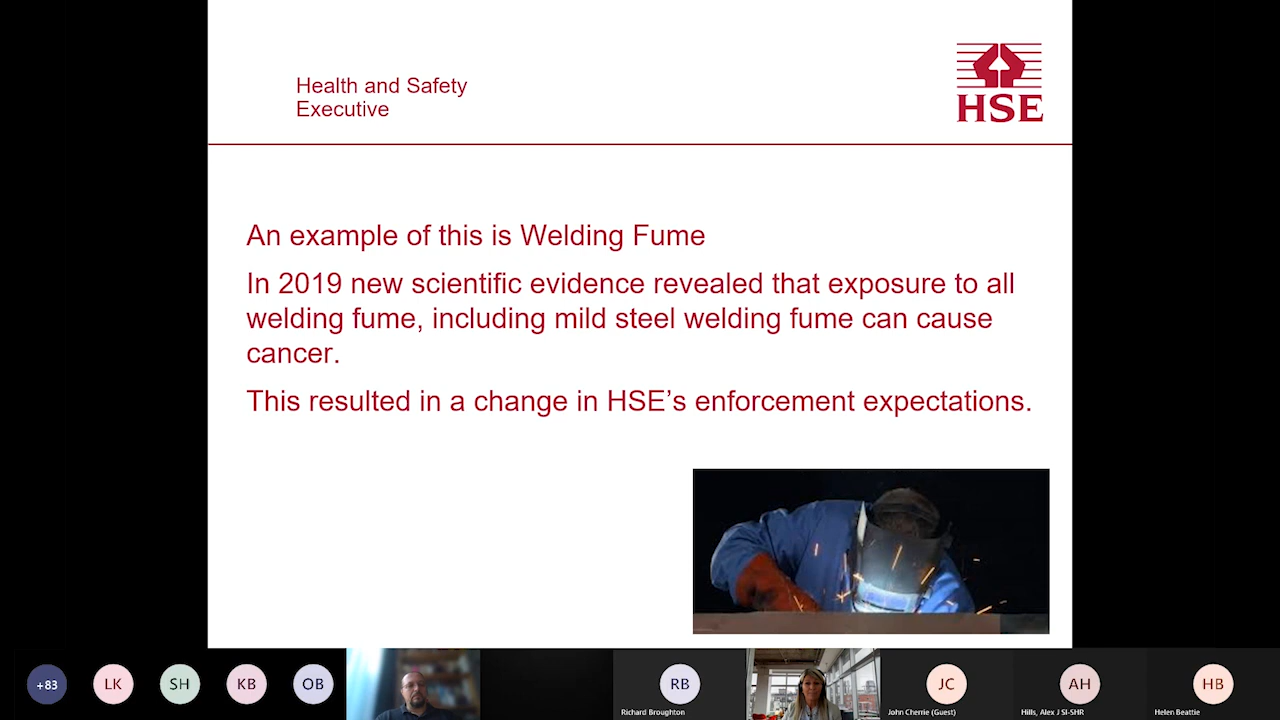 Health and Safety
Executive
HSE
An example of this is Welding Fume
In 2019 new scientific evidence revealed that exposure to all
welding fume, including mild steel welding fume can cause
cancer.
This resulted in a change in HSE’s enforcement expectations.
+83
LK
SH
KB
OB
RB
JC
AH
HB
Richard Broughton
John Cherrie (Guest)
Hills, Alex J SI-SHR
Helen Beattie